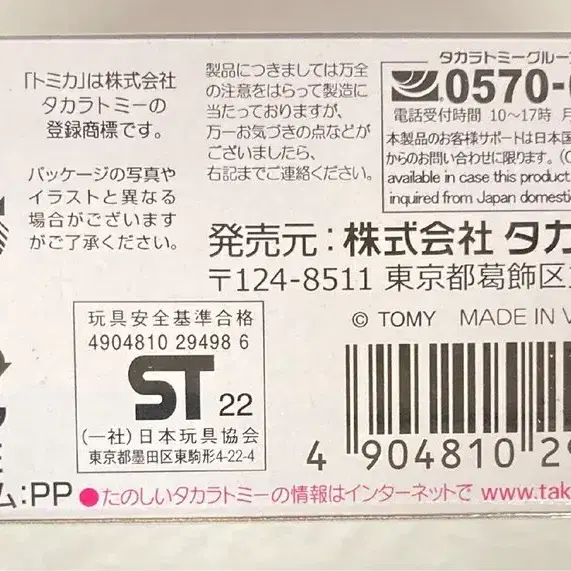 「トミカ」は株式会社
タカラトミーの
登録商標です。
パッケージの写真や
イラストと異なる
場合がございます
がご了承ください。
製品につきましては万全
の注意をはらって製造に
当たっておりますが、
万一お気づきの点などが
ございましたら、
右記までご連絡ください。
タカラトミーグルー
0570-
電話受付時間 10～17時 月
本製品のお客様サポートは日本国
からのお問い合わせに限ります。(C
available in case this product
inquired from Japan domesti
発売元：株式会社 タカ
〒124-8511 東京都葛飾区
© TOMY MADE IN V
玩具安全基準合格
4904810 29498 6
ST 22
(一社)日本玩具協会
東京都墨田区東駒形4-22-4
4 904810 29
ム:PP
●たのしいタカラトミーの情報はインターネットで www.tak